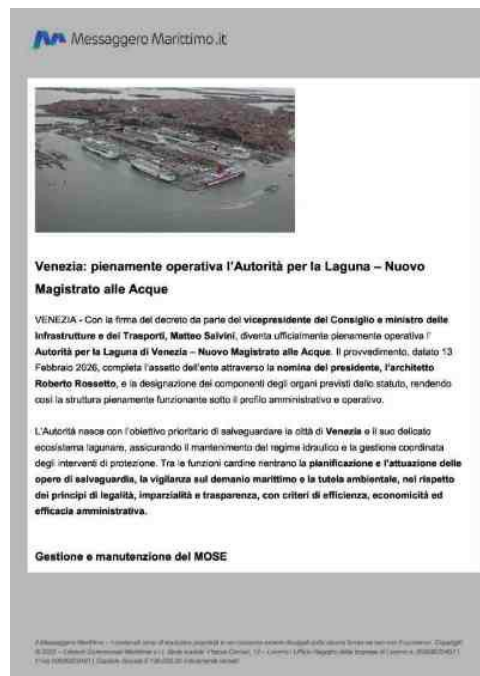 Messaggero Marittimo.it
Venezia: pienamente operativa l'Autorità per la Laguna – Nuovo
Magistrato alle Acque
VENEZIA - Con la firma del decreto da parte del vicepresidente del Consiglio e ministro delle
Infrastrutture e dei Trasporti, Matteo Salvini, diventa ufficialmente pienamente operativa l'
Autorità per la Laguna di Venezia – Nuovo Magistrato alle Acque. Il provvedimento, datato 13
Febbraio 2026, completa l'assetto dell'ente attraverso la nomina del presidente, l'architetto
Roberto Rossetto, e la designazione dei componenti degli organi previsti dallo statuto, rendendo
così la struttura pienamente funzionante sotto il profilo amministrativo e operativo.
L'Autorità nasce con l'obiettivo prioritario di salvaguardare la città di Venezia e il suo delicato
ecosistema lagunare, assicurando il mantenimento del regime idraulico e la gestione coordinata
degli interventi di protezione. Tra le funzioni cardine rientrano la planificazione e l'attuazione delle
opere di salvaguardia, la vigilanza sul demanio marittimo e la tutela ambientale, nel rispetto
dei principi di legalità, imparzialità e trasparenza, con criteri di efficienza, economicità ed
efficacia amministrativa.
Gestione e manutenzione del MOSE